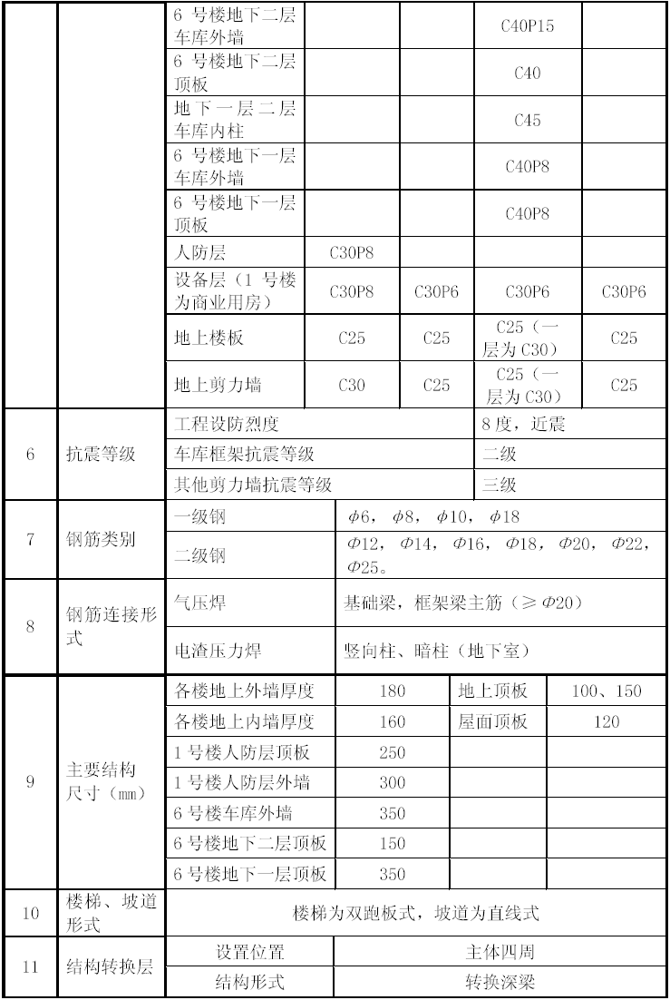 6 号楼地下二层
车库外墙
C40P15
6 号楼地下二层
顶板
C40
地下一层二层
车库内柱
C45
6 号楼地下一层
车库外墙
C40P8
6 号楼地下一层
顶板
C40P8
人防层 C30P8
设备层（1 号楼
为商业用房）
C30P8 C30P6 C30P6 C30P6
地上楼板 C25 C25 C25（一
层为 C30） C25
地上剪力墙 C30 C25 C25（一
层为 C30） C25
6 抗震等级 工程设防烈度 8度，近震
车库框架抗震等级 二级
其他剪力墙抗震等级 三级
7 钢筋类别 一级钢 φ6， φ8， φ10， φ18
二级钢 Φ12， Φ14， Φ16， Φ18， Φ20， Φ22，
Φ25。
8 钢筋连接形
式
气压焊 基础梁，框架梁主筋（≥Φ20）
电渣压力焊 竖向柱、暗柱（地下室）
9 主要结构
尺寸（mm）
各楼地上外墙厚度 180 地上顶板 100、150
各楼地上内墙厚度 160 屋面顶板 120
1号楼人防层顶板 250
1号楼人防层外墙 300
6号楼车库外墙 350
6号楼地下二层顶板 150
6号楼地下一层顶板 350
10 楼梯、坡道
形式
楼梯为双跑板式，坡道为直线式
11 结构转换层 设置位置 主体四周
结构形式 转换深梁